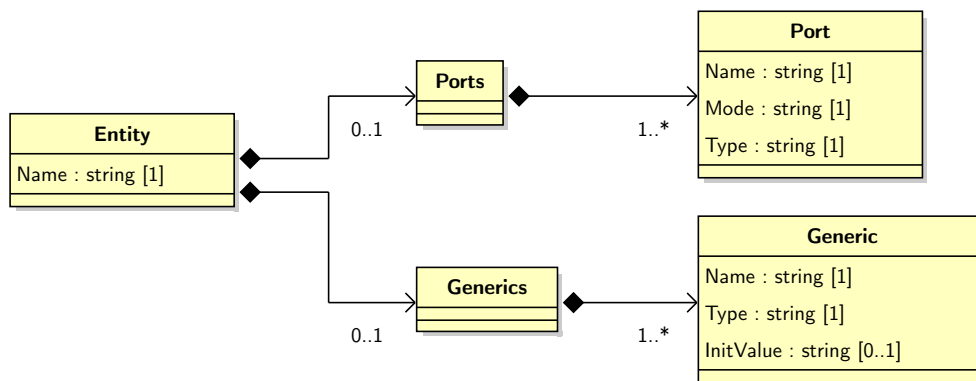 Port
Name : string [1]
Mode : string [1]
Type : string [1]
Ports
0..1
1..*
Entity
Name : string [1]
Generic
Name : string [1]
Type : string [1]
InitValue : string [0..1]
Generics
0..1
1..*